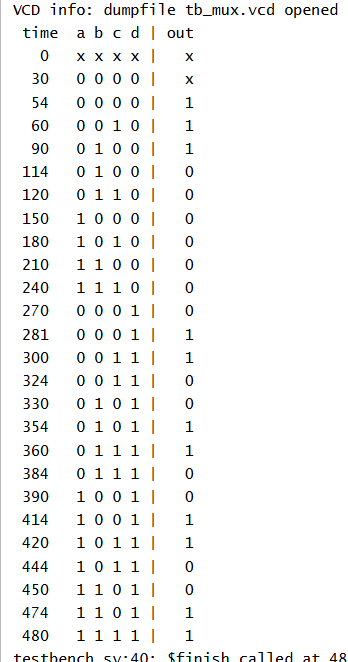 VCD info: dumpfile tb_mux.vcd opened
time a b c d | out
0 x x x x | x
30 0 0 0 0 | x
54 0 0 0 0 | 1
60 0 0 1 0 | 1
90 0 1 0 0 | 1
114 0 1 0 0 | 0
120 0 1 1 0 | 0
150 1 0 0 0 | 0
180 1 0 1 0 | 0
210 1 1 0 0 | 0
240 1 1 1 0 | 0
270 0 0 0 1 | 0
281 0 0 0 1 | 1
300 0 0 1 1 | 1
324 0 0 1 1 | 0
330 0 1 0 1 | 0
354 0 1 0 1 | 1
360 0 1 1 1 | 1
384 0 1 1 1 | 0
390 1 0 0 1 | 0
414 1 0 0 1 | 1
420 1 0 1 1 | 1
444 1 0 1 1 | 0
450 1 1 0 1 | 0
474 1 1 0 1 | 1
480 1 1 1 1 | 1
testbench.sv:40: $finish called at 48